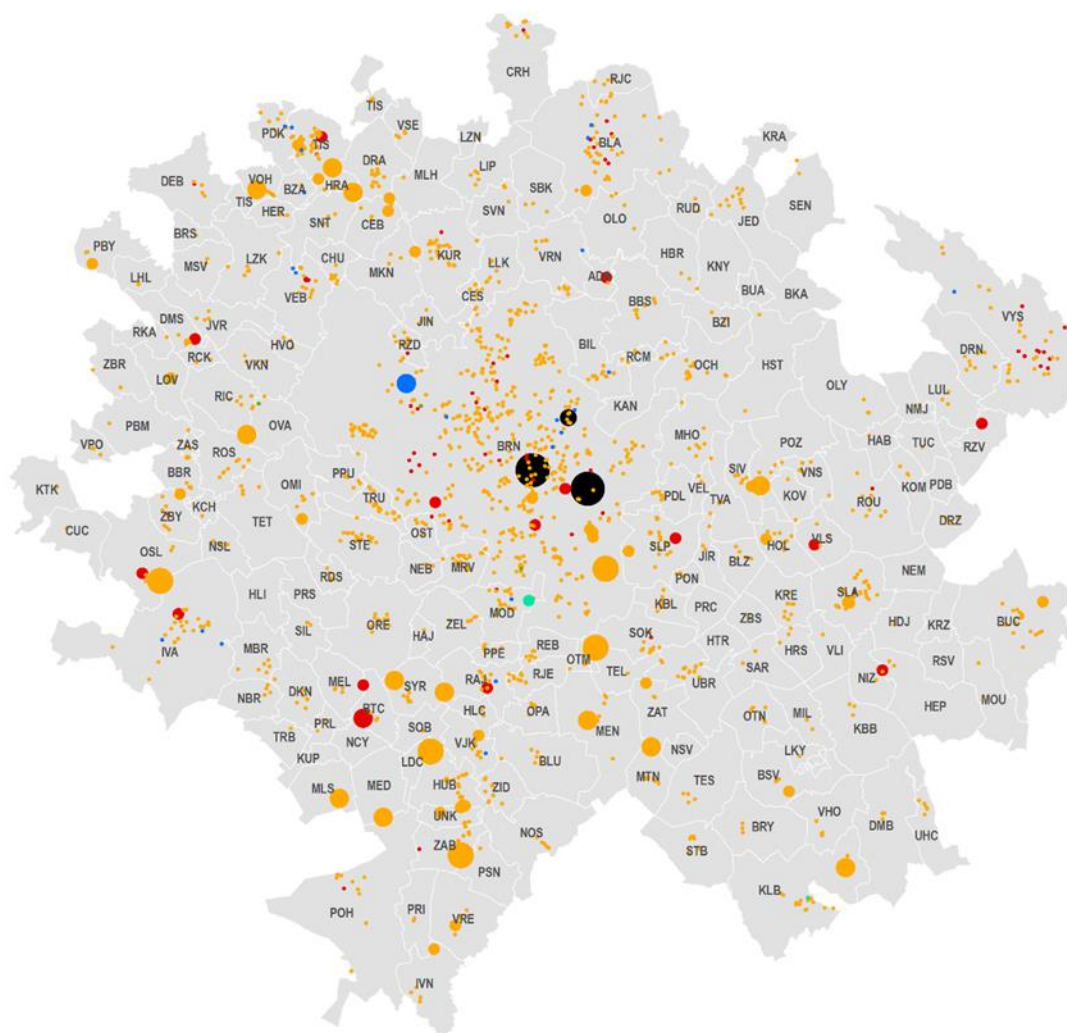 CRH
RJC
TIS
VSE
LZN
KRA
PDK
TIS
BLA
DRA
LIP
MLH
DEB
VOH
BZA
HRA
SBK
SEN
TIS
HER
SNT
CEB
SVN
OLO
RUD
JED
BRS
PBY
MSV
LZK
CHU
MKN
KUR
LLK
VRN
HBR
KNY
LHL
VEB
CES
BUA
BKA
BBS
DMS
JVR
JIN
BZI
VYS
RKA
RCK
HVO
RZD
BIL
RCM
OCH
HST
DRN
ZBR
LOV
VKN
OLY
LUL
RIC
KAN
NMJ
PBM
OVA
MHO
POZ
HAB
TUC
RZV
VPO
ZAS
ROS
BRN
BBR
OMI
PPU
SIV
VNS
KTK
TRU
PDL
VEL
TVA
KOV
ROU
KOM
PDB
CUC
ZBY
KCH
TET
OST
DRZ
OSL
NSL
STE
SLP
JIR
BLZ
HOL
VLS
NEB
MRV
NEM
RDS
PON
HLI
PRS
KBL
PRC
KRE
SLA
MOD
ZBS
HDJ
KRZ
BUC
SIL
ORE
HAJ
ZEL
SOK
HTR
IVA
MBR
PPE
REB
OTM
HRS
VLI
RSV
RAJ
RJE
TEL
SAR
NIZ
NBR
DKN
MEL
SYR
UBR
MOU
PTC
HLC
OPA
ZAT
OTN
MIL
HEP
TRB
PRL
NCY
SOB
MEN
KBB
KUP
LDC
VJK
BLU
NSV
LKY
MLS
MED
HUB
ZID
MTN
TES
BSV
UNK
VHO
DMB
ZAB
NOS
BRY
UHC
PSN
STB
KLB
POH
PRI
VRE
IVN